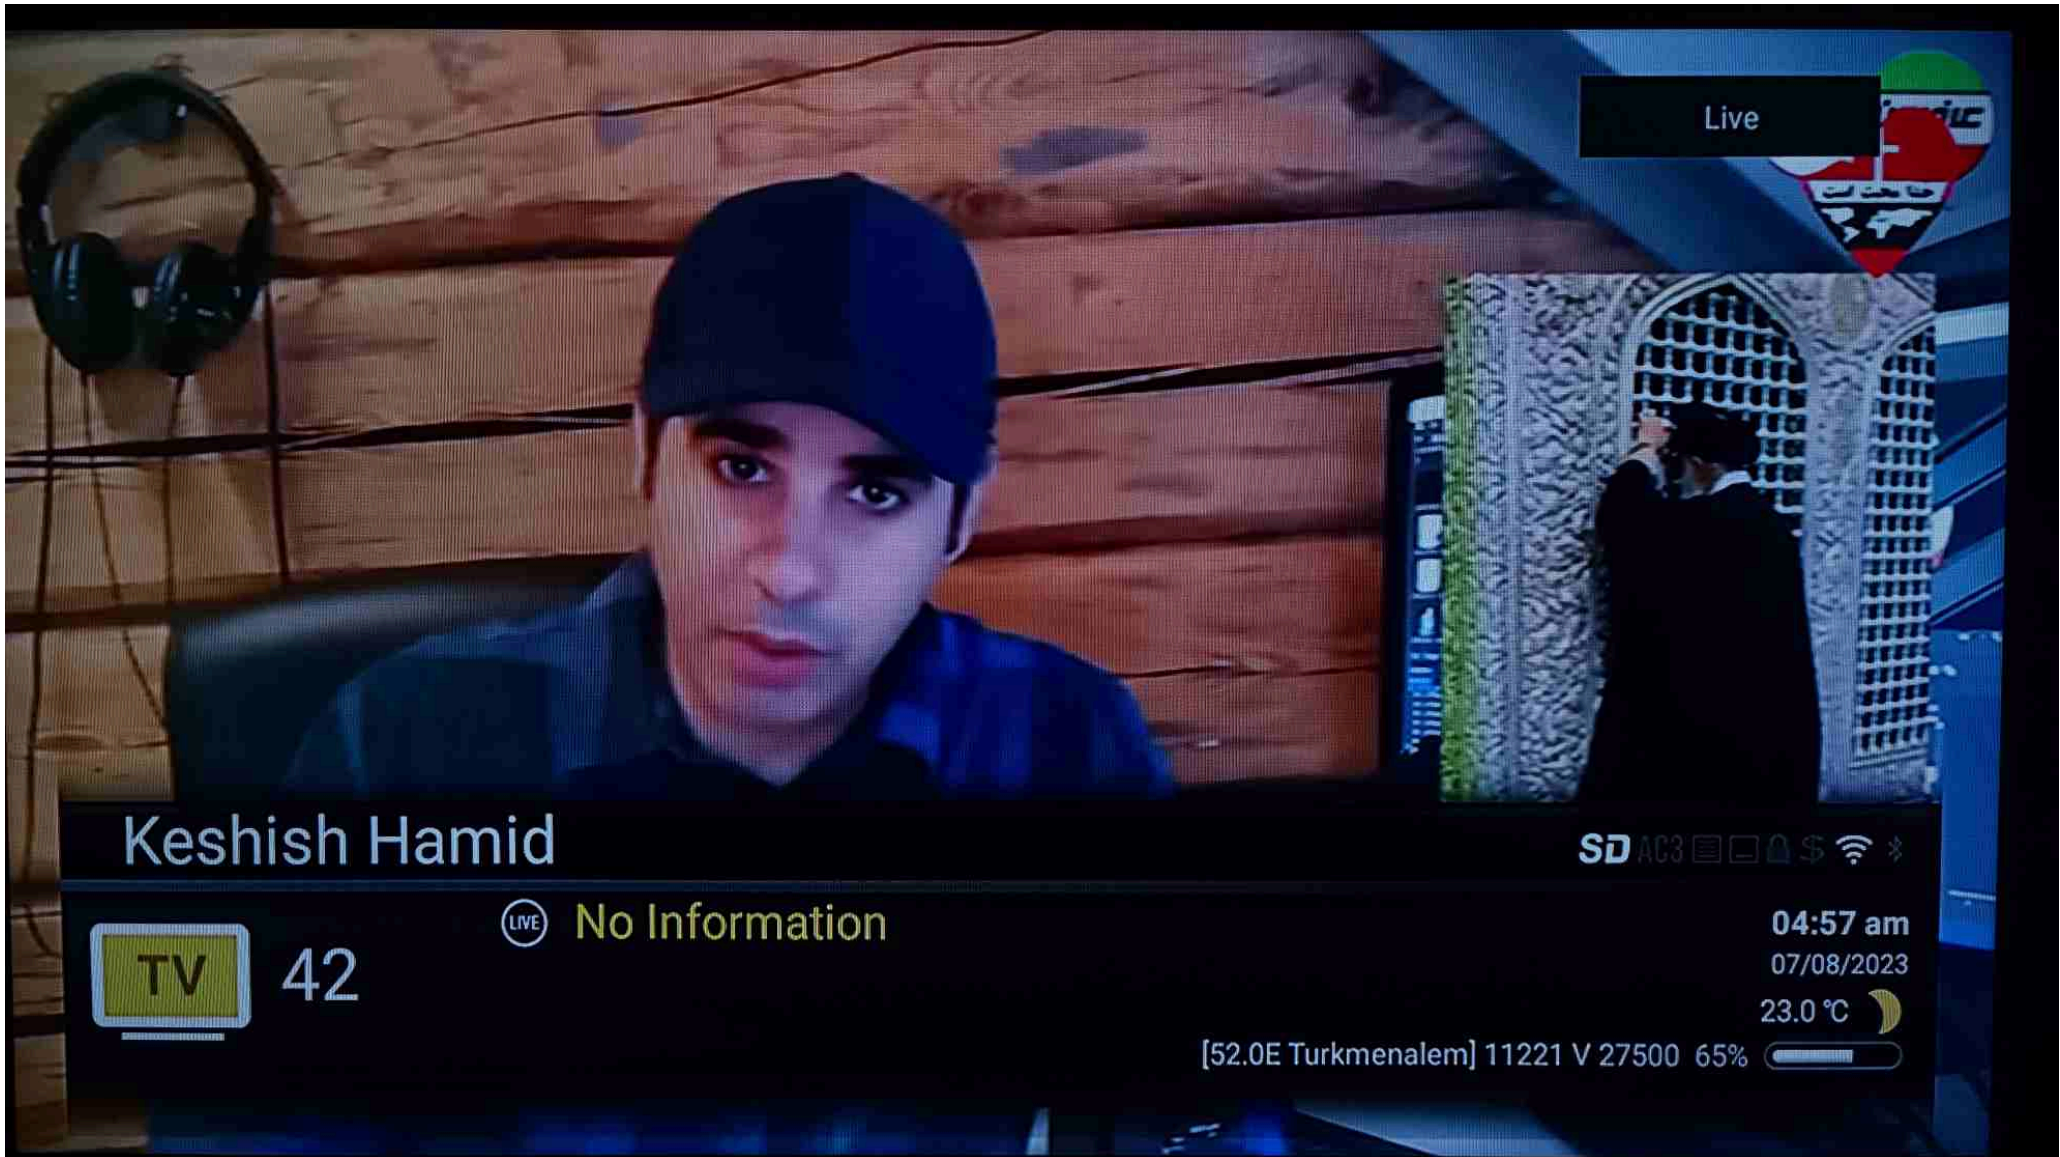 Live
Keshish Hamid
SD AC3 $
TV 42
LIVE No Information
04:57 am
07/08/2023
23.0 °C
[52.0E Turkmenalem] 11221 V 27500 65%